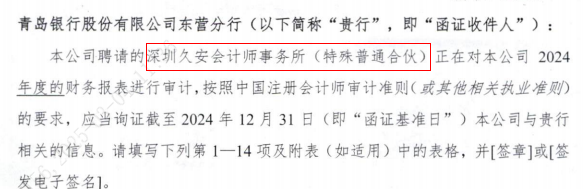 青岛银行股份有限公司东营分行（以下简称“贵行”，即“函证收件人”）：
本公司聘请的深圳久安会计师事务所（特殊普通合伙）正在对本公司 2024
年度的财务报表进行审计，按照中国注册会计师审计准则（或其他相关执业准则）
的要求，应当询证截至 2024 年 12 月 31 日（即“函证基准日”）本公司与贵行
相关的信息。请填写下列第 1—14 项及附表（如适用）中的表格，并[签章]或[签
发电子签名]。